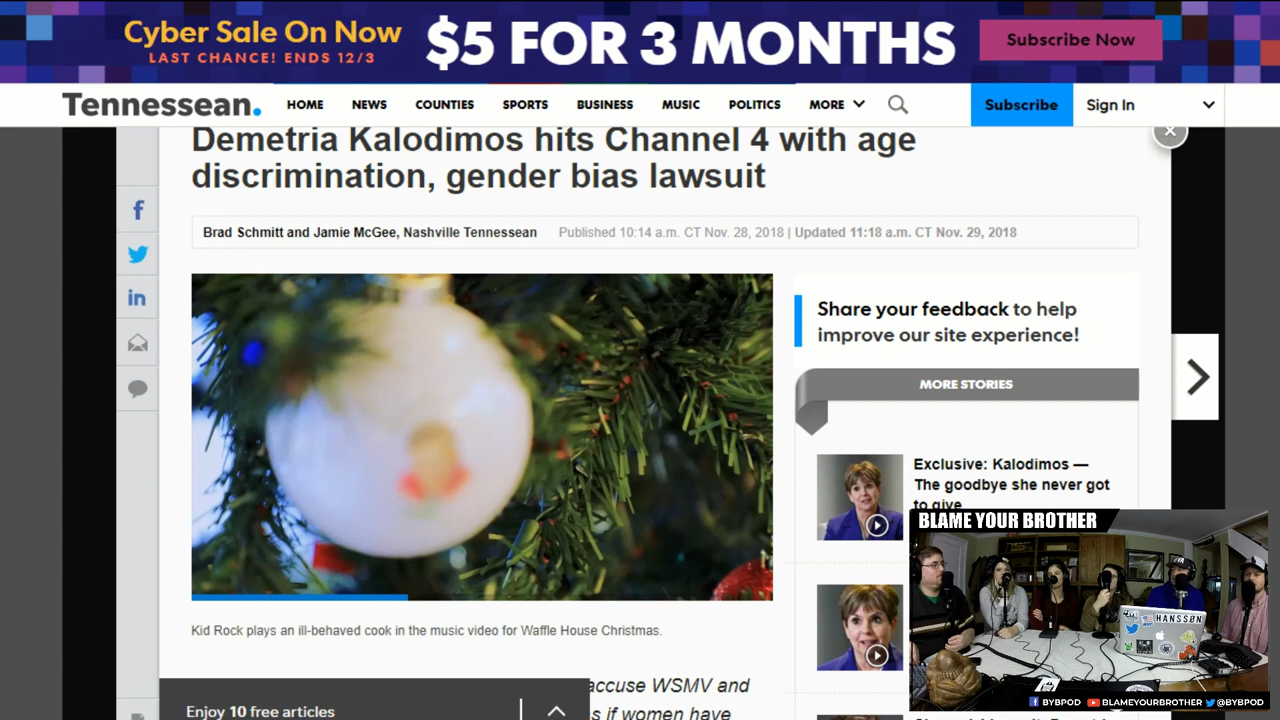 Cyber Sale On Now
LAST CHANCE! ENDS 12/3
$5 FOR 3 MONTHS
Subscribe Now
Tennessean.
HOME NEWS COUNTIES SPORTS BUSINESS MUSIC POLITICS MORE
Subscribe
Sign In
Demetria Kalodimos hits Channel 4 with age
discrimination, gender bias lawsuit
Brad Schmitt and Jamie McGee, Nashville Tennessean
Published 10:14 a.m. CT Nov. 28, 2018 | Updated 11:18 a.m. CT Nov. 29, 2018
Kid Rock plays an ill-behaved cook in the music video for Waffle House Christmas.
accuse WSMV and
s if women have
Enjoy 10 free articles
Share your feedback to help
improve our site experience!
MORE STORIES
Exclusive: Kalodimos —
The goodbye she never got
to give
BLAME YOUR BROTHER
HANSSØN
BYBPOD BLAMEYOURBROTHER @BYBPOD